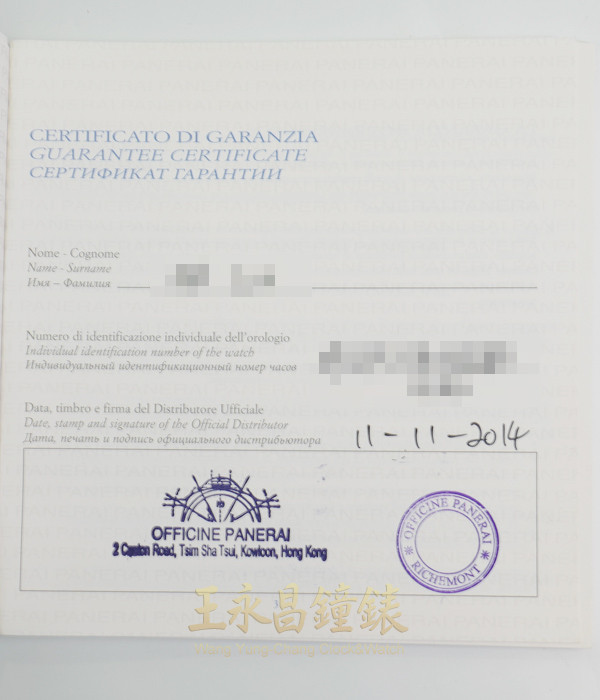 CERTIFICATO DI GARANZIA
GUARANTEE CERTIFICATE
СЕРТИФИКАТ ГАРАНТИИ
Nome - Cognome
Name - Surname
Имя – Фамилия
Numero di identificazione individuale dell'orologio
Individual identification number of the watch
Индивидуальный идентификационный номер часов
Data, timbro e firma del Distributore Ufficiale
Date, stamp and signature of the Official Distributor
Дата, печать и подпись официального дистрибьютора
11-11-2014
OFFICINE PANERAI
2 Canton Road, Tsim Sha Tsui, Kowloon, Hong Kong
OFFICINE PANERAI
RICHEMONT
王永昌鐘錶